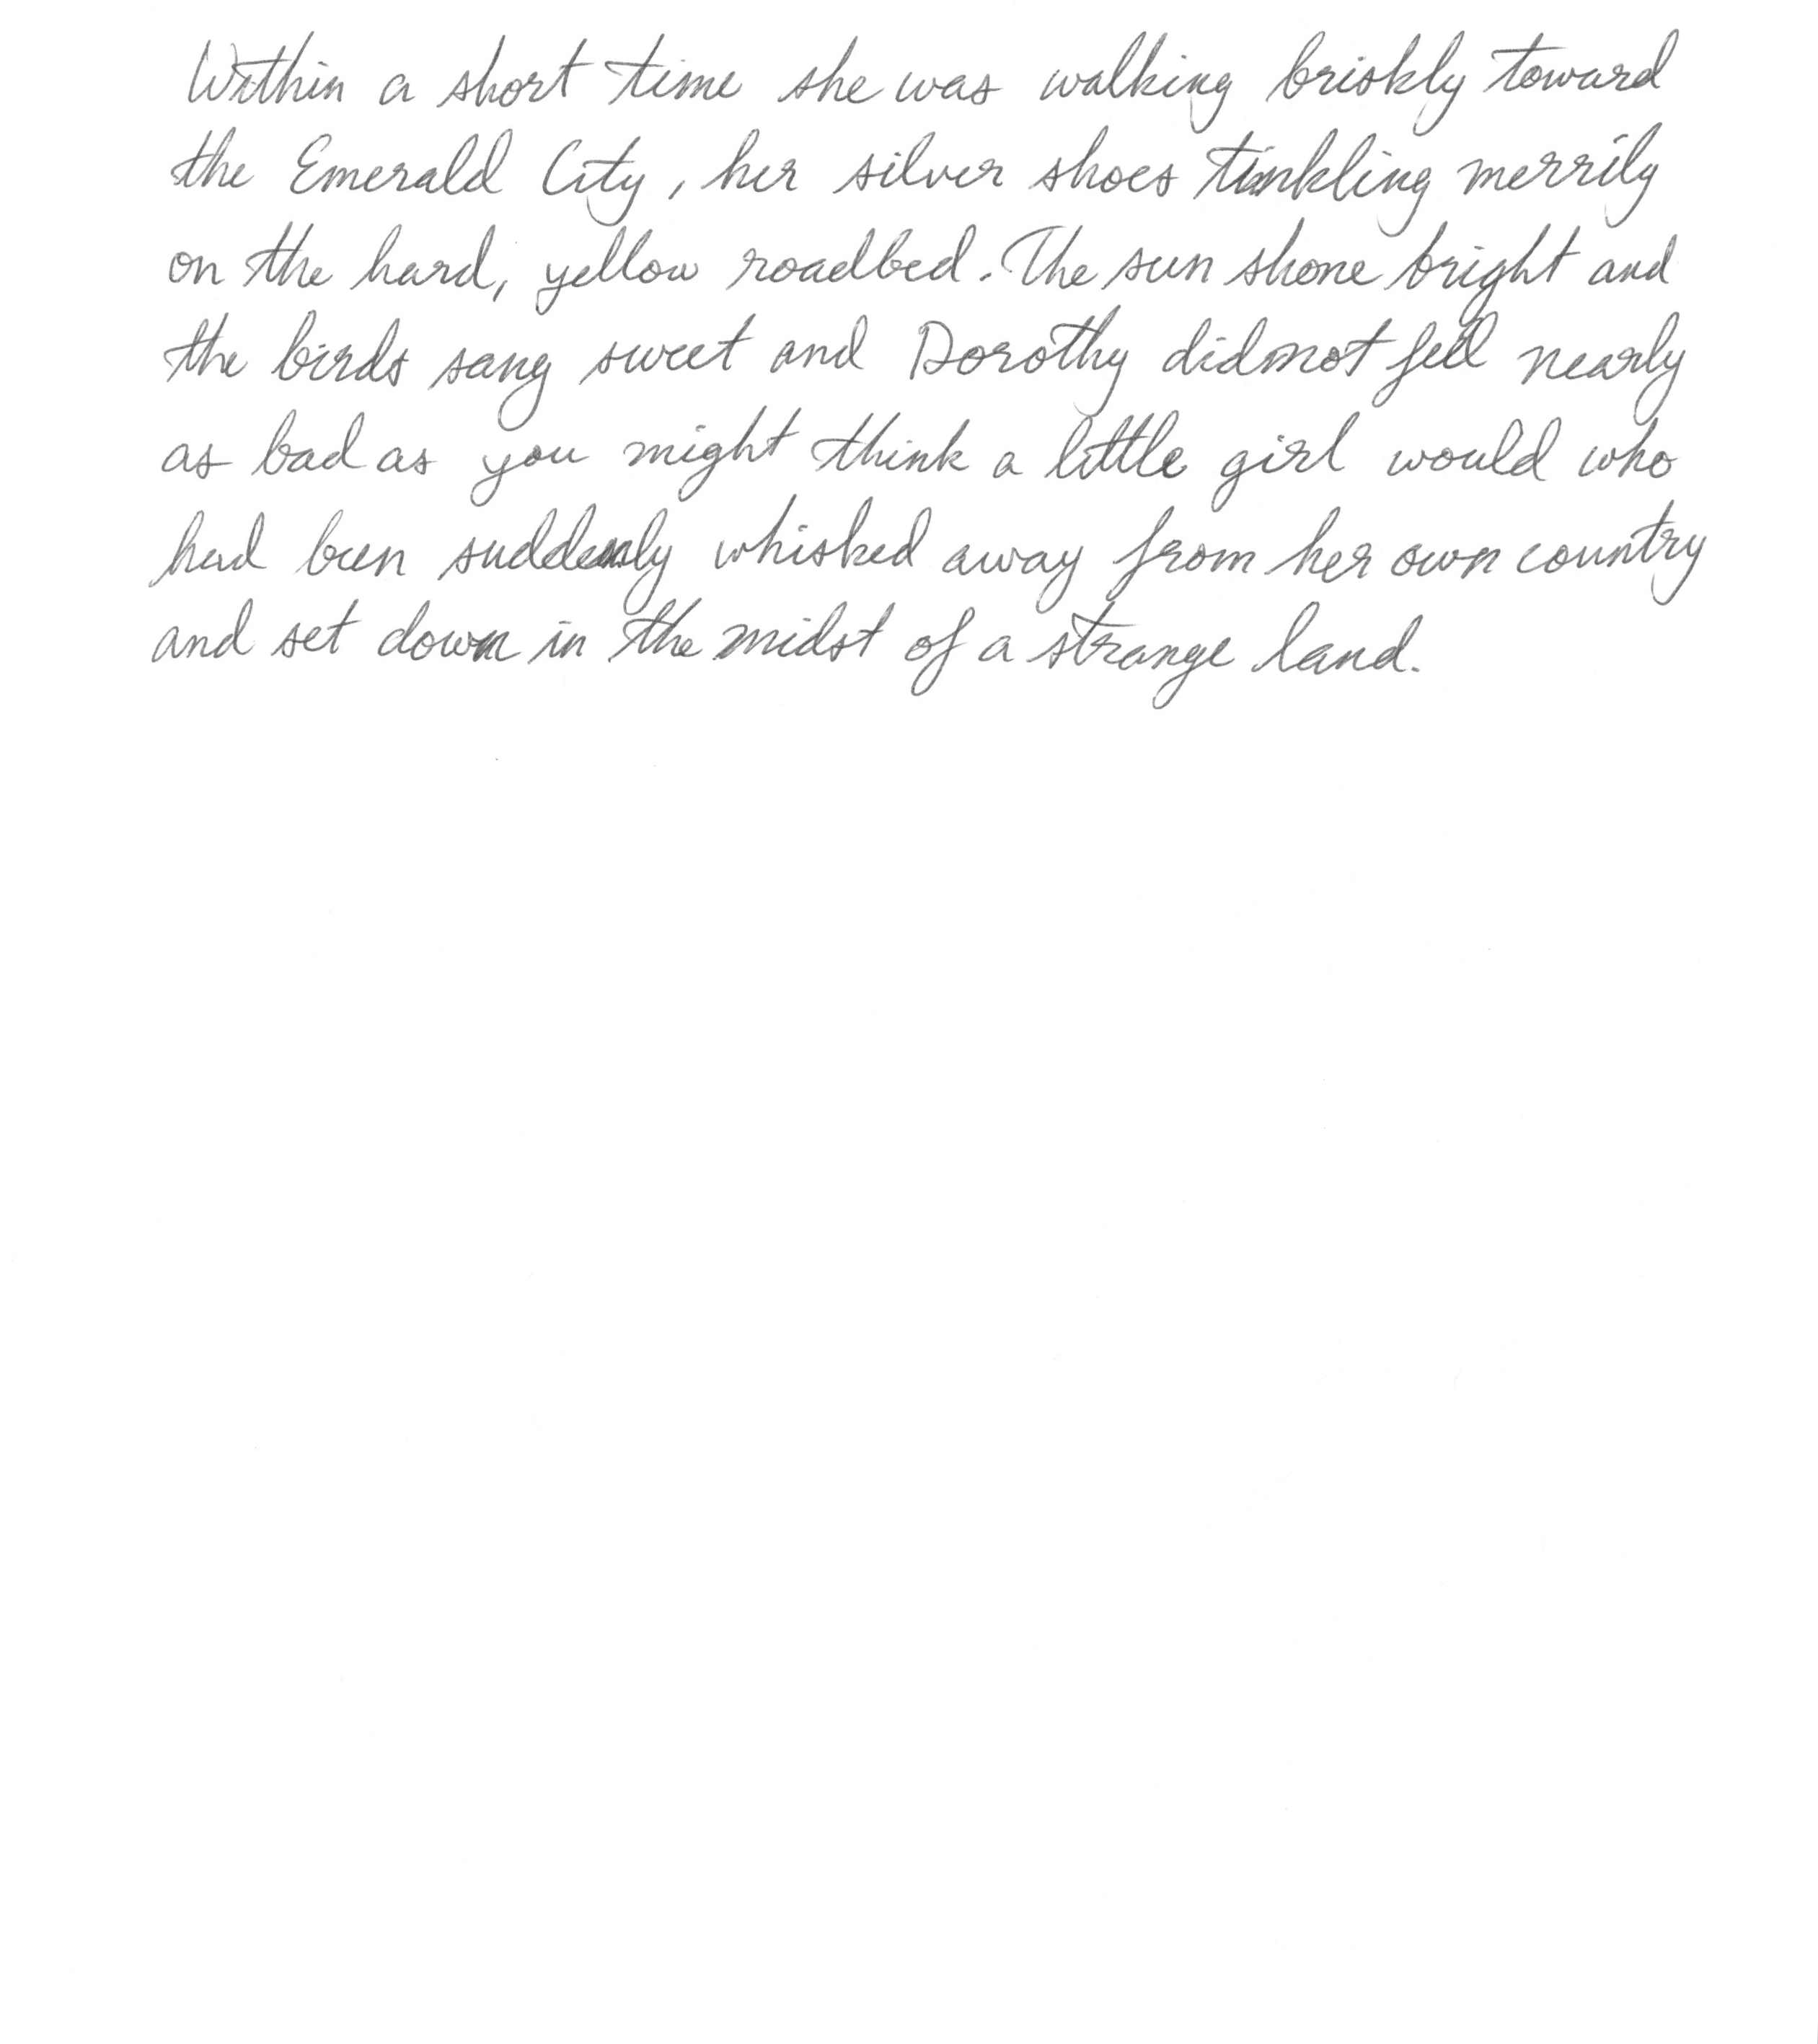 Within a short time she was walking briskly toward
the Emerald City, her silver shoes tinkling merrily
on the hard, yellow roadbed. The sun shone bright and
the birds sang sweet and Dorothy did not feel nearly
as bad as you might think a little girl would who
had been suddenly whisked away from her own country
and set down in the midst of a strange land.